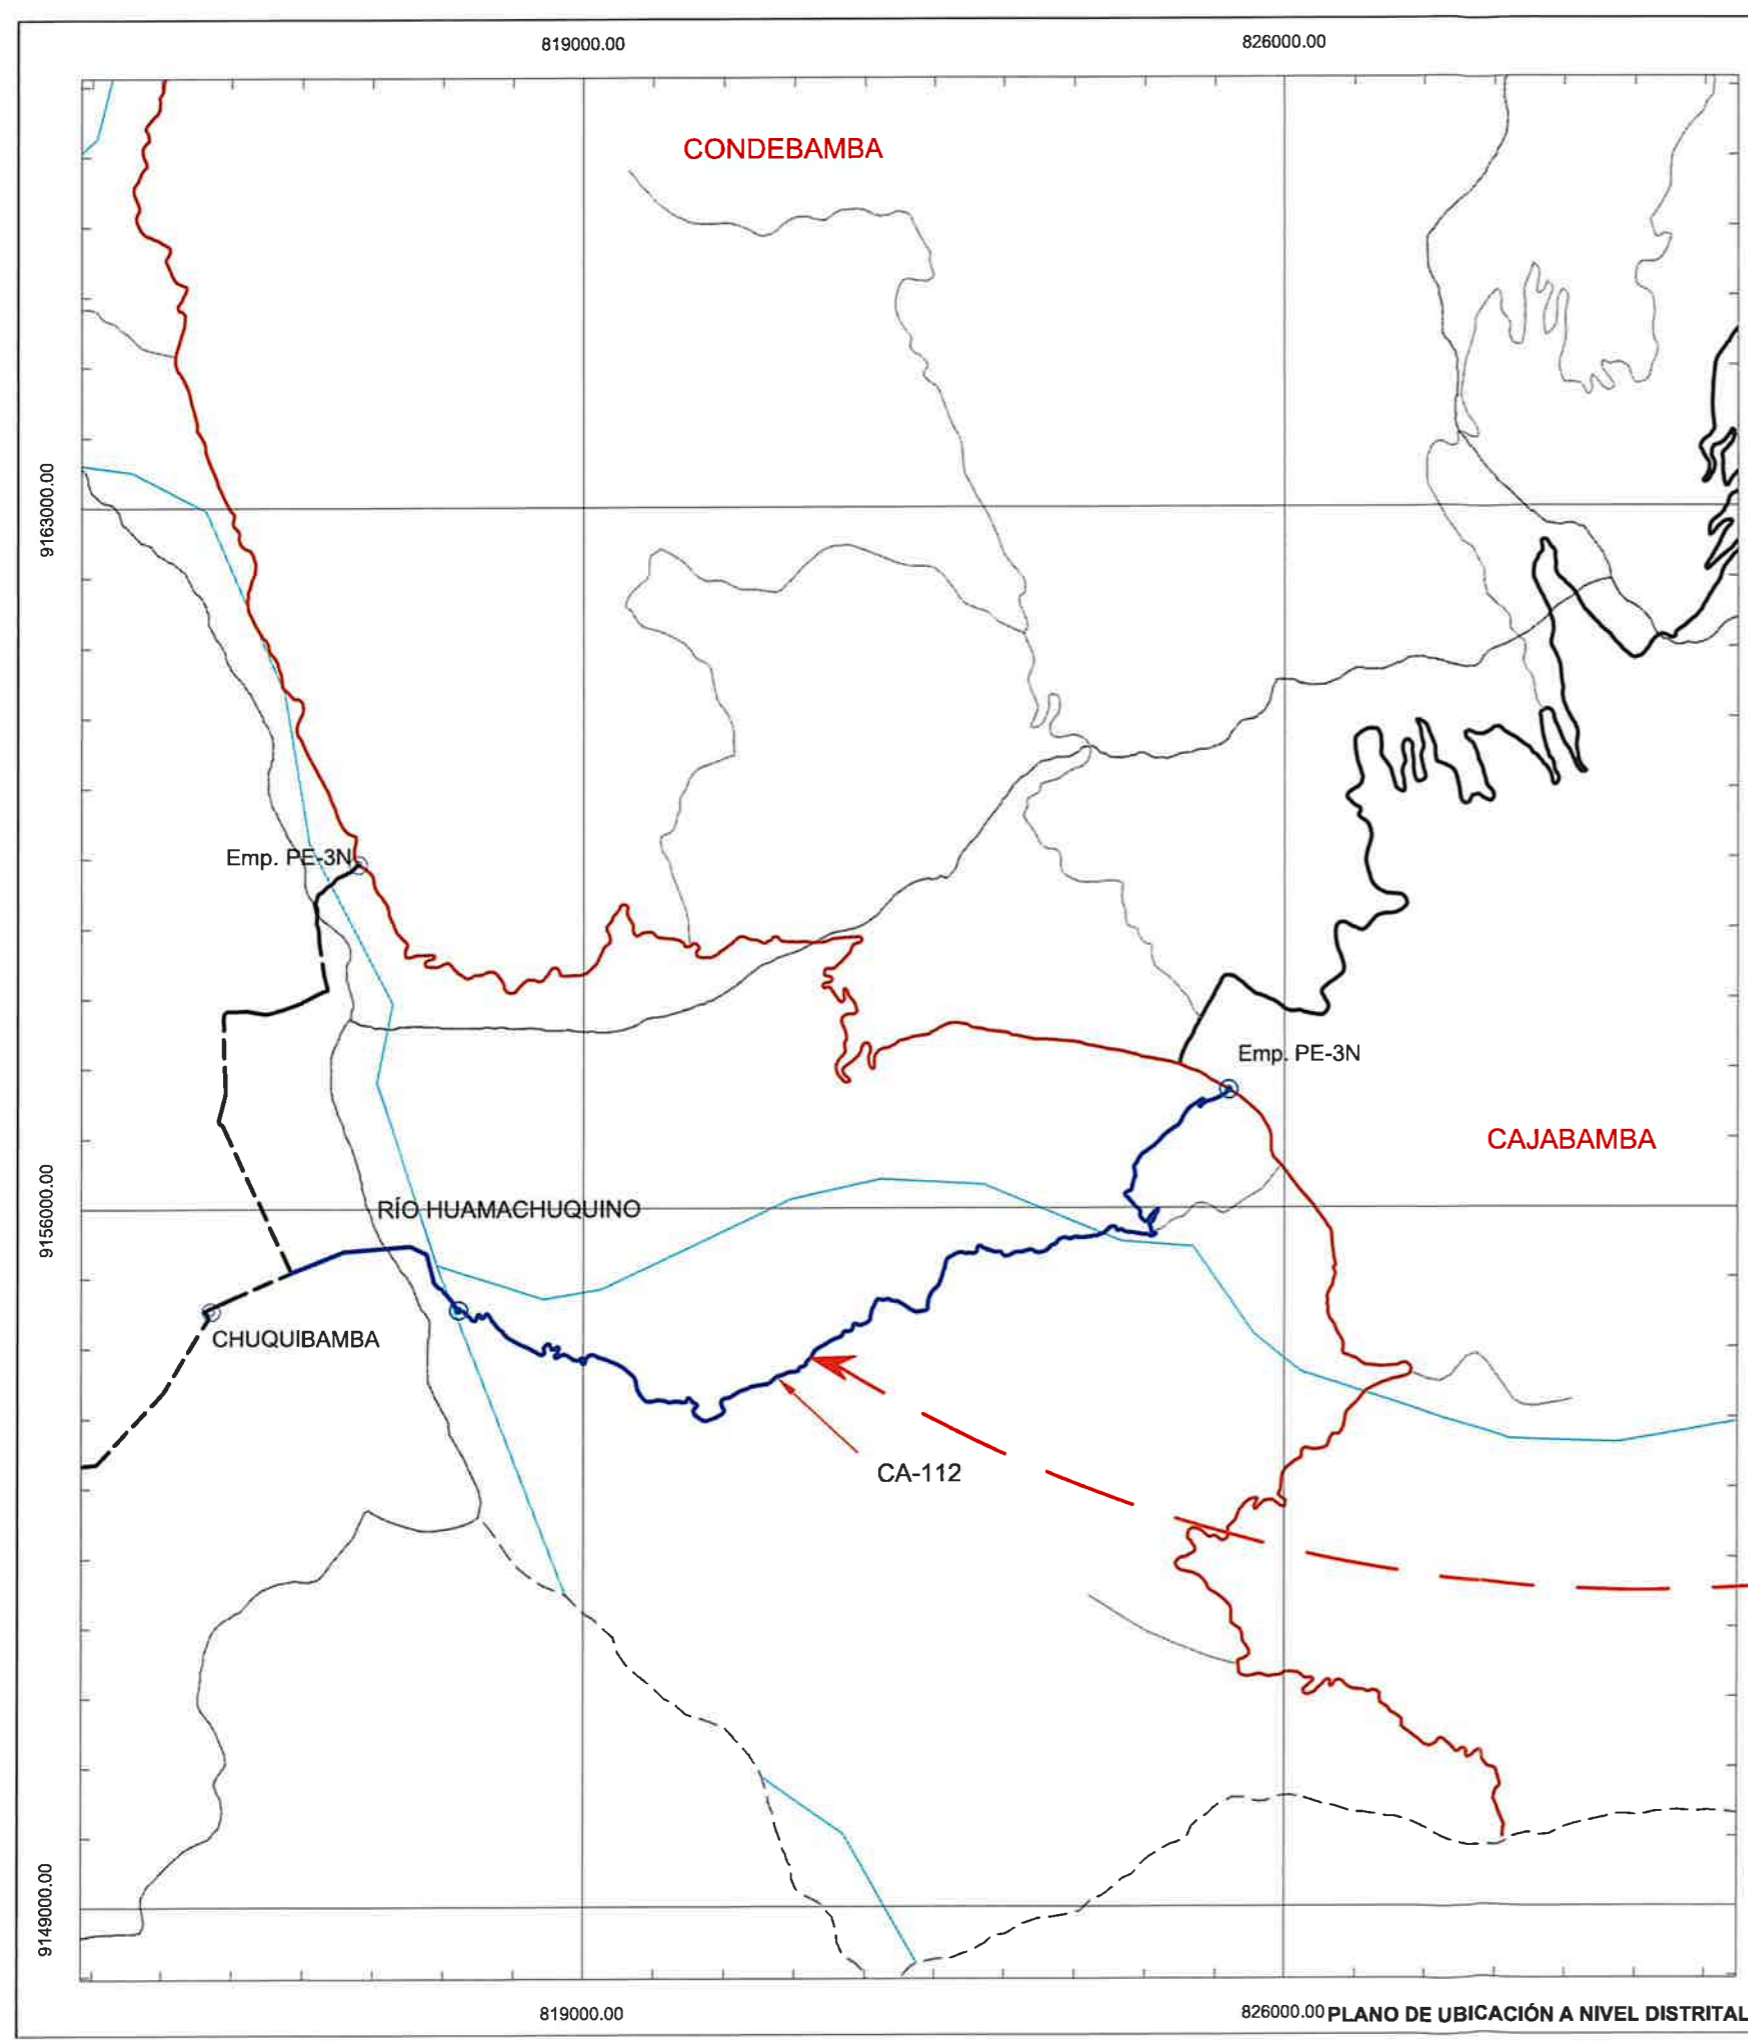 819000.00
826000.00
CONDEBAMBA
9163000.00
Emp. PE-3N
Emp. PE-3N
CAJABAMBA
9156000.00
RÍO HUAMACHUQUINO
CHUQUIBAMBA
CA-112
9149000.00
819000.00
826000.00
PLANO DE UBICACIÓN A NIVEL DISTRITAL